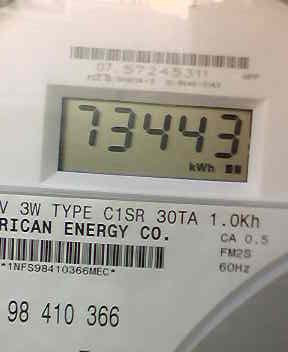 07.57245311
APP
73443
kWh
V 3W TYPE C1SR 30TA 1.0Kh
RICAN ENERGY CO.
CA 0.5
FM2S
60Hz
*1NFS98410366MEC*
98 410 366